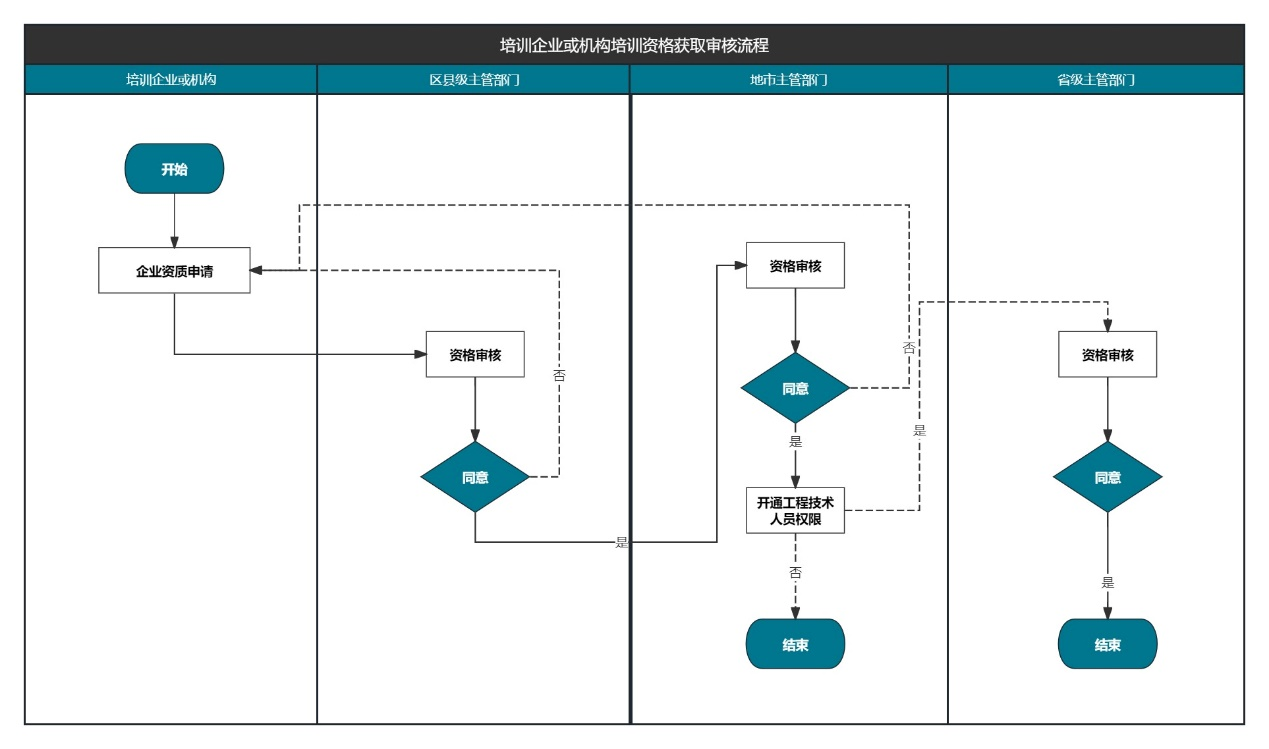 培训企业或机构培训资格获取审核流程
培训企业或机构
区县级主管部门
地市主管部门
省级主管部门
开始
企业资质申请
资格审核
否
同意
是
资格审核
否
同意
是
开通工程技术
人员权限
是
否
结束
资格审核
同意
是
结束